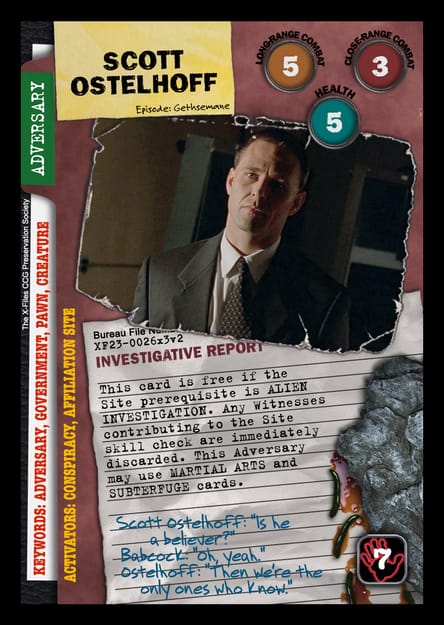 SCOTT
OSTELHOFF
Episode: Gethsemane
LONG-RANGE COMBAT
5
CLOSE-RANGE COMBAT
3
HEALTH
5
ADVERSARY
The X-Files CCG Preservation Society
KEYWORDS: ADVERSARY, GOVERNMENT, PAWN, CREATURE
ACTIVATORS: CONSPIRACY, AFFILIATION SITE
Bureau File
XF23-0026x3v2
INVESTIGATIVE REPORT
This card is free if the
Site prerequisite is ALIEN
INVESTIGATION. Any Witnesses
contributing to the Site
skill check are immediately
discarded. This Adversary
may use MARTIAL ARTS and
SUBTERFUGE cards.
Scott Ostelhoff: "Is he
a believer?"
Babcock: "Oh, yeah."
Ostelhoff: "Then we're the
only ones who know."
7